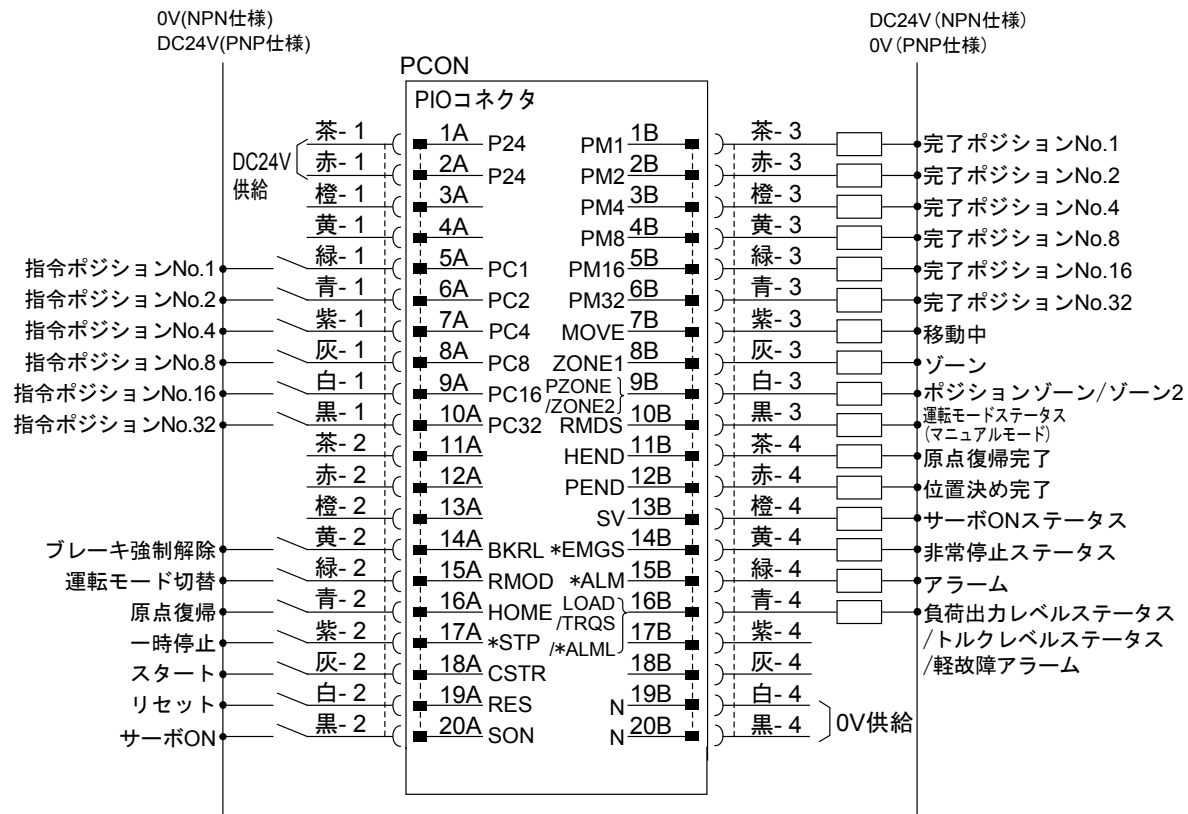 0V(NPN仕様)
DC24V(PNP仕様)
DC24V(NPN仕様)
0V(PNP仕様)
PCON
PIOコネクタ
DC24V
供給
茶- 1 1A P24 PM1 1B 茶- 3 完了ポジションNo.1
赤- 1 2A P24 PM2 2B 赤- 3 完了ポジションNo.2
橙- 1 3A PM4 3B 橙- 3 完了ポジションNo.4
黄- 1 4A PM8 4B 黄- 3 完了ポジションNo.8
指令ポジションNo.1 緑- 1 5A PC1 PM16 5B 緑- 3 完了ポジションNo.16
指令ポジションNo.2 青- 1 6A PC2 PM32 6B 青- 3 完了ポジションNo.32
指令ポジションNo.4 紫- 1 7A PC4 MOVE 7B 紫- 3 移動中
指令ポジションNo.8 灰- 1 8A PC8 ZONE1 8B 灰- 3 ゾーン
指令ポジションNo.16 白- 1 9A PC16 PZONE 9B 白- 3 ポジションゾーン/ゾーン2
/ZONE2
指令ポジションNo.32 黒- 1 10A PC32 RMDS 10B 黒- 3 運転モードステータス
(マニュアルモード)
茶- 2 11A HEND 11B 茶- 4 原点復帰完了
赤- 2 12A PEND 12B 赤- 4 位置決め完了
橙- 2 13A SV 13B 橙- 4 サーボONステータス
ブレーキ強制解除 黄- 2 14A BKRL *EMGS 14B 黄- 4 非常停止ステータス
運転モード切替 緑- 2 15A RMOD *ALM 15B 緑- 4 アラーム
原点復帰 青- 2 16A HOME LOAD 16B 青- 4 負荷出力レベルステータス
/TRQS
一時停止 紫- 2 17A *STP /*ALML 17B 紫- 4 /トルクレベルステータス
スタート 灰- 2 18A CSTR 18B 灰- 4 /軽故障アラーム
リセット 白- 2 19A RES N 19B 白- 4
サーボON 黒- 2 20A SON N 20B 黒- 4
0V供給